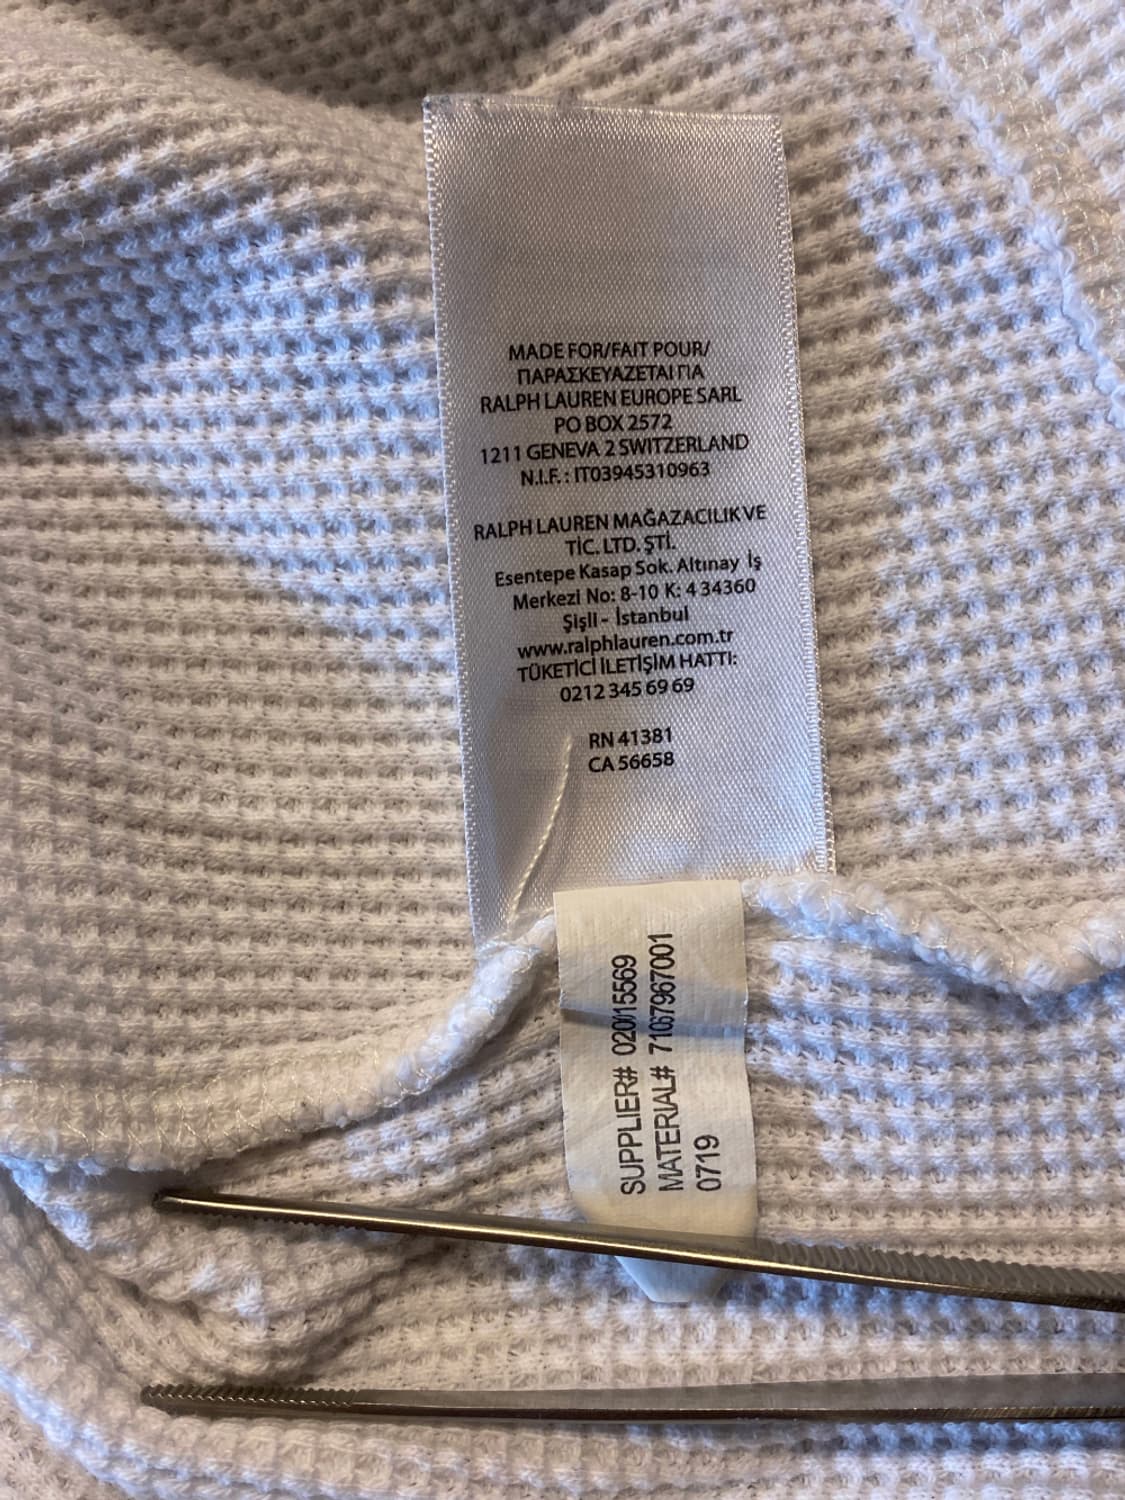 MADE FOR/FAIT POUR/
ΠΑΡΑΣΚΕΥΑΖΕΤΑΙ ΓΙΑ
RALPH LAUREN EUROPE SARL
PO BOX 2572
1211 GENEVA 2 SWITZERLAND
N.I.F. : IT03945310963
RALPH LAUREN MAĞAZACILIK VE
TİC. LTD. ŞTİ.
Esentepe Kasap Sok. Altınay İş
Merkezi No: 8-10 K: 4 34360
Şişli - İstanbul
www.ralphlauren.com.tr
TÜKETİCİ İLETİŞİM HATTI:
0212 345 69 69
RN 41381
CA 56658
SUPPLIER# 020/15569
MATERIAL# 71067967001
0719